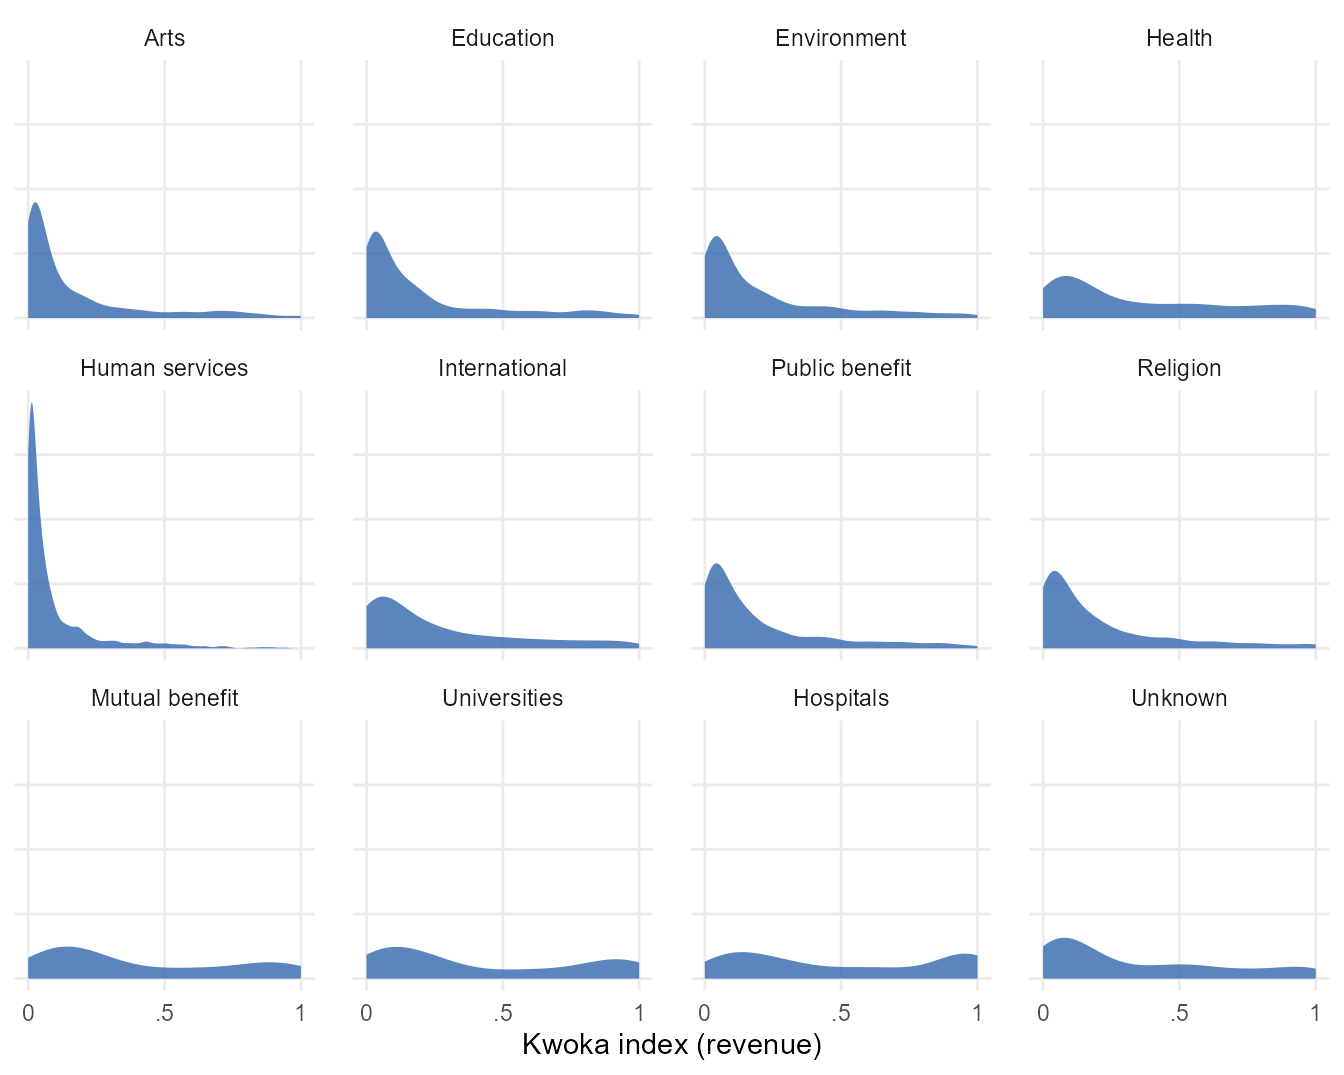 Arts Education Environment Health
Human services International Public benefit Religion
Mutual benefit Universities Hospitals Unknown
0 .5 1 0 .5 1 0 .5 1 0 .5 1
Kwoka index (revenue)